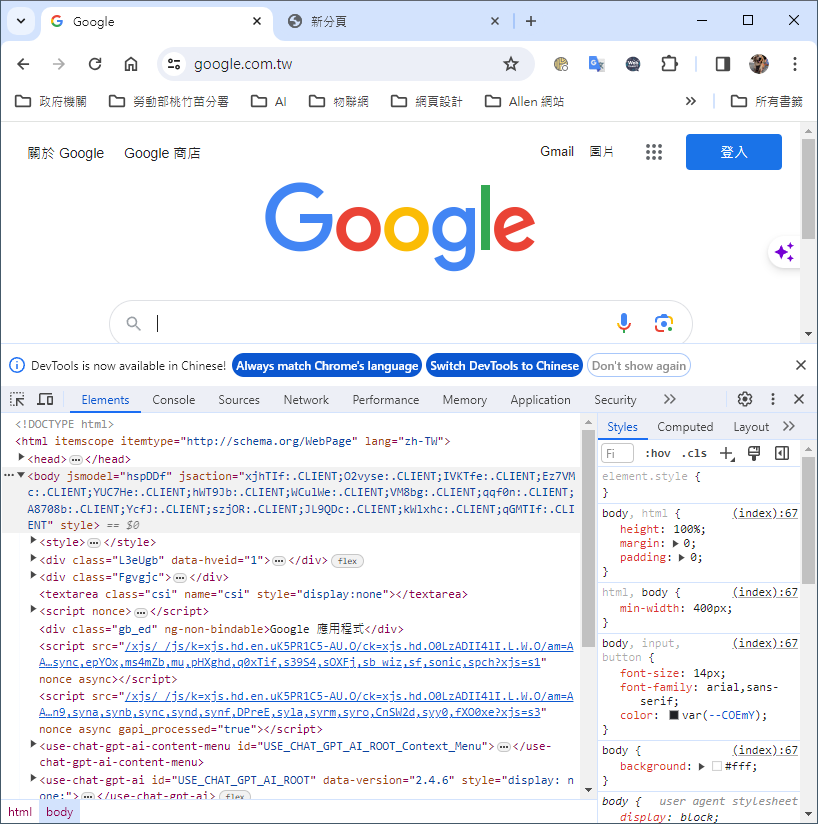 Google
新分頁
google.com.tw
政府機關 勞動部桃竹苗分署 AI 物聯網 網頁設計 Allen 網站 所有書籤
關於 Google Google 商店 Gmail 圖片 登入
Google
DevTools is now available in Chinese! Always match Chrome's language Switch DevTools to Chinese Don't show again
Elements Console Sources Network Performance Memory Application Security
<!DOCTYPE html>
<html itemscope itemtype="http://schema.org/WebPage" lang="zh-TW">
<head>…</head>
<body jsmodel="hspDDf" jsaction="xjhTIf:.CLIENT;O2vyse:.CLIENT;IVKTfe:.CLIENT;Ez7VM
c:.CLIENT;YUC7He:.CLIENT;hWT9Jb:.CLIENT;WCulWe:.CLIENT;VM8bg:.CLIENT;qqf0n:.CLIENT;
A8708b:.CLIENT;YcfJ:.CLIENT;szjOR:.CLIENT;JL9QDc:.CLIENT;kWlxhc:.CLIENT;qGMTIf:.CLI
ENT" style> == $0
<style>…</style>
<div class="L3eUgb" data-hveid="1">…</div> flex
<div class="Fgvgjc">…</div>
<textarea class="csi" name="csi" style="display:none"></textarea>
<script nonce>…</script>
<div class="gb_ed" ng-non-bindable>Google 應用程式</div>
<script src="/xjs/_/js/k=xjs.hd.en.uK5PR1C5-AU.O/ck=xjs.hd.O0LzADII4lI.L.W.O/am=A
A…sync,epYOx,ms4mZb,mu,pHXghd,q0xTif,s39S4,sOXFj,sb_wiz,sf,sonic,spch?xjs=s1"
nonce async></script>
<script src="/xjs/_/js/k=xjs.hd.en.uK5PR1C5-AU.O/ck=xjs.hd.O0LzADII4lI.L.W.O/am=A
A…n9,syna,synb,sync,synd,synf,DPreE,syla,syrm,syro,CnSW2d,syy0,fXO0xe?xjs=s3"
nonce async gapi_processed="true"></script>
<use-chat-gpt-ai-content-menu id="USE_CHAT_GPT_AI_ROOT_Context_Menu">…</use-
chat-gpt-ai-content-menu>
<use-chat-gpt-ai id="USE_CHAT_GPT_AI_ROOT" data-version="2.4.6" style="display: n
one;">…</use-chat-gpt-ai> flex
html body
Styles Computed Layout
Fi :hov .cls
element.style {
}
body, html { (index):67
height: 100%;
margin: 0;
padding: 0;
}
html, body { (index):67
min-width: 400px;
}
body, input, (index):67
button {
font-size: 14px;
font-family: arial,sans-
serif;
color: var(--COEmY);
}
body { (index):67
background: #fff;
}
body { user agent stylesheet
display: block;